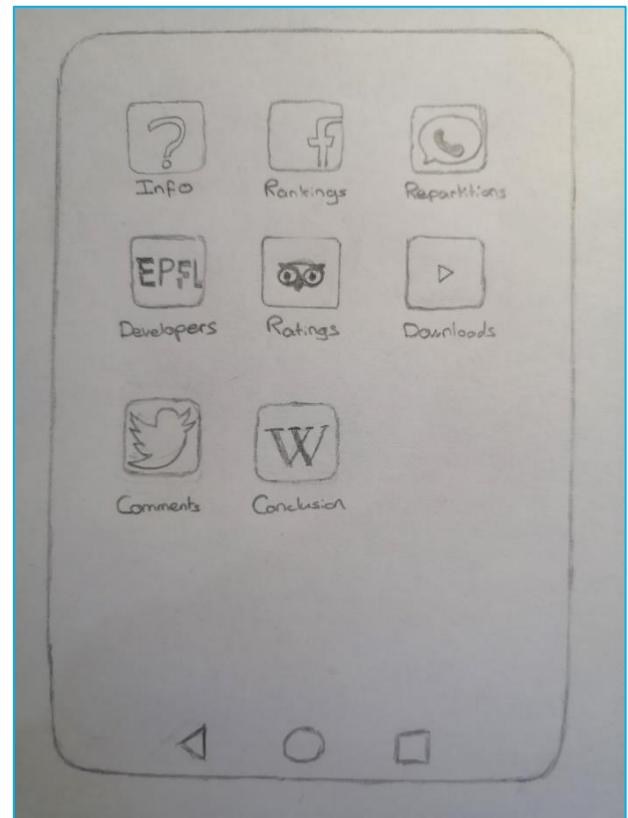 ?
f
Info
Rankings
Repartitions
EPFL
Developers
Ratings
Downloads
W
Comments
Conclusion